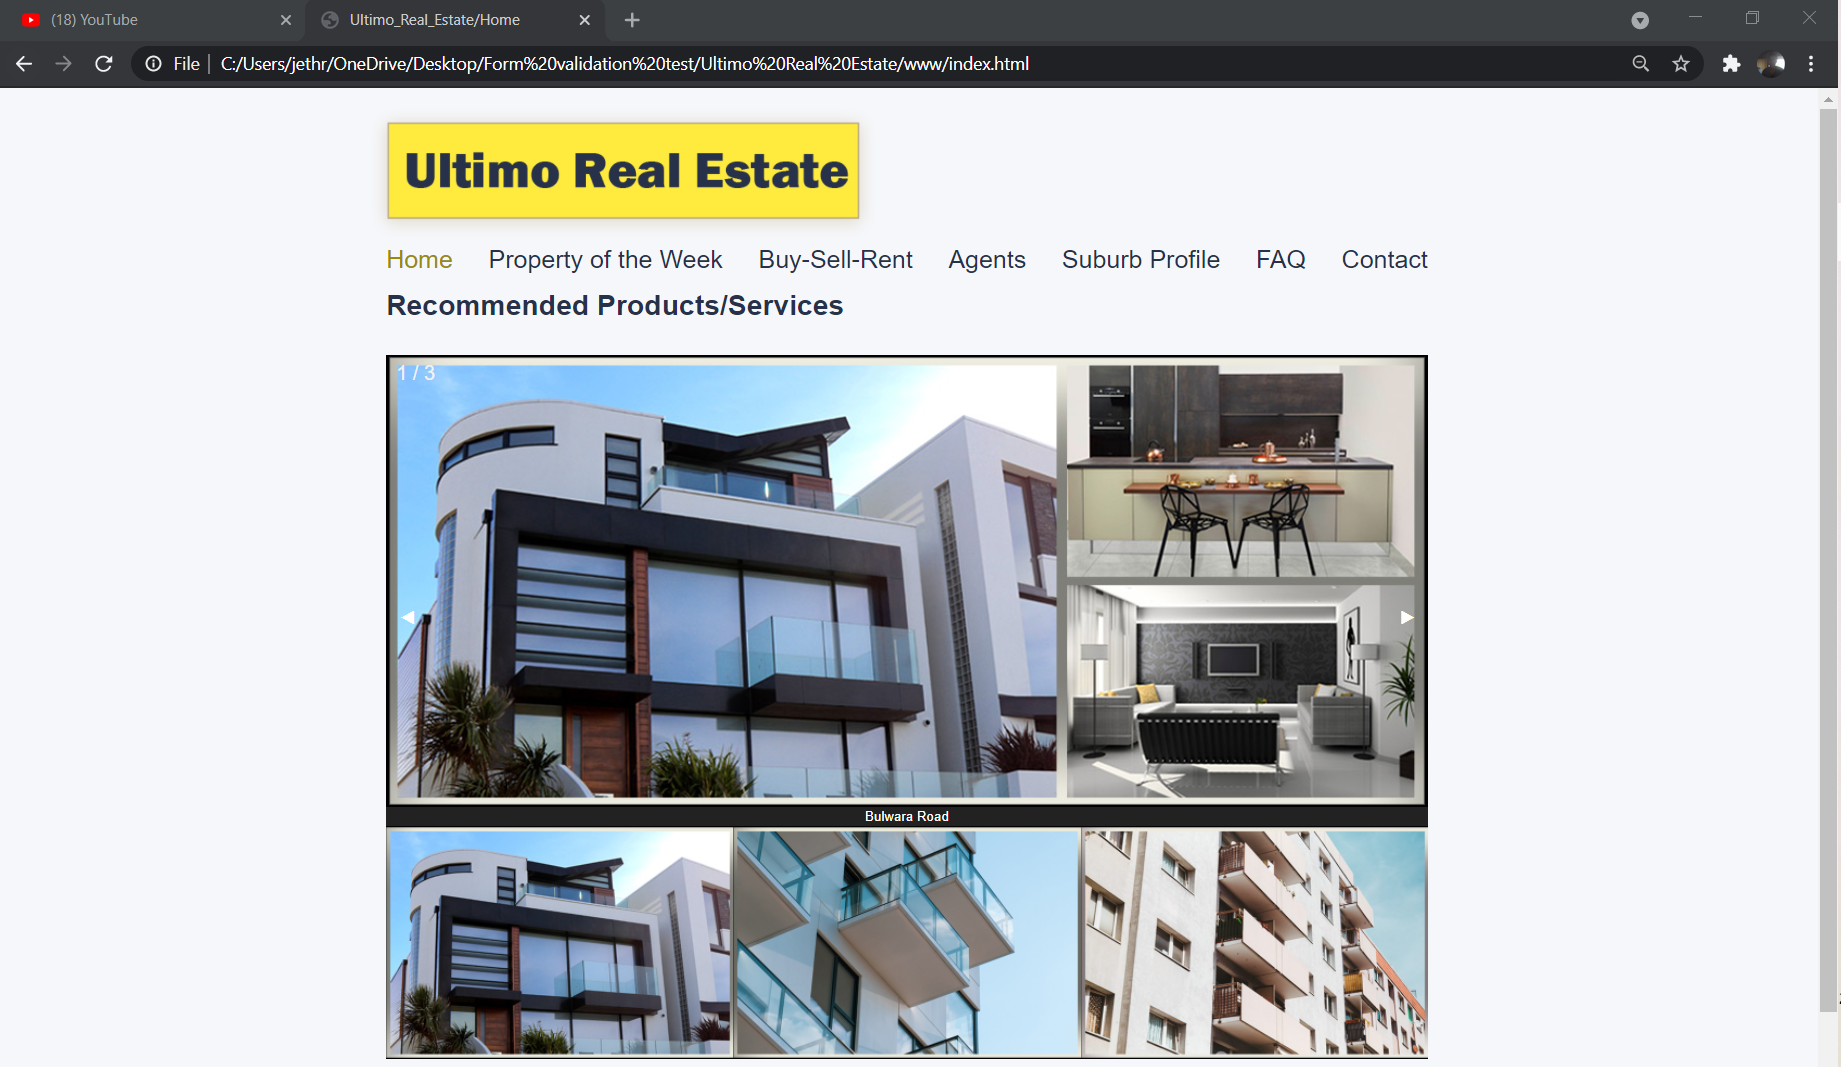 (18) YouTube
Ultimo_Real_Estate/Home
File
C:/Users/jethr/OneDrive/Desktop/Form%20validation%20test/Ultimo%20Real%20Estate/www/index.html
Ultimo Real Estate
Home Property of the Week Buy-Sell-Rent Agents Suburb Profile FAQ Contact
Recommended Products/Services
1 / 3
Bulwara Road